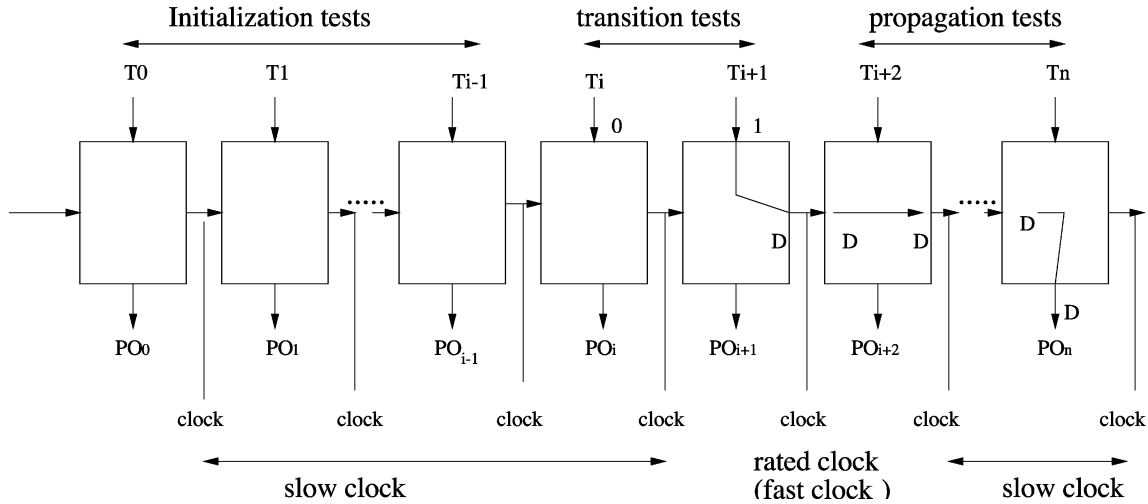 Initialization tests transition tests propagation tests
T0 T1 Ti-1 Ti Ti+1 Ti+2 Tn
0 1
D D D D
D
PO0 PO1 POi-1 POi POi+1 POi+2 POn
clock clock clock clock clock clock clock
slow clock rated clock (fast clock ) slow clock